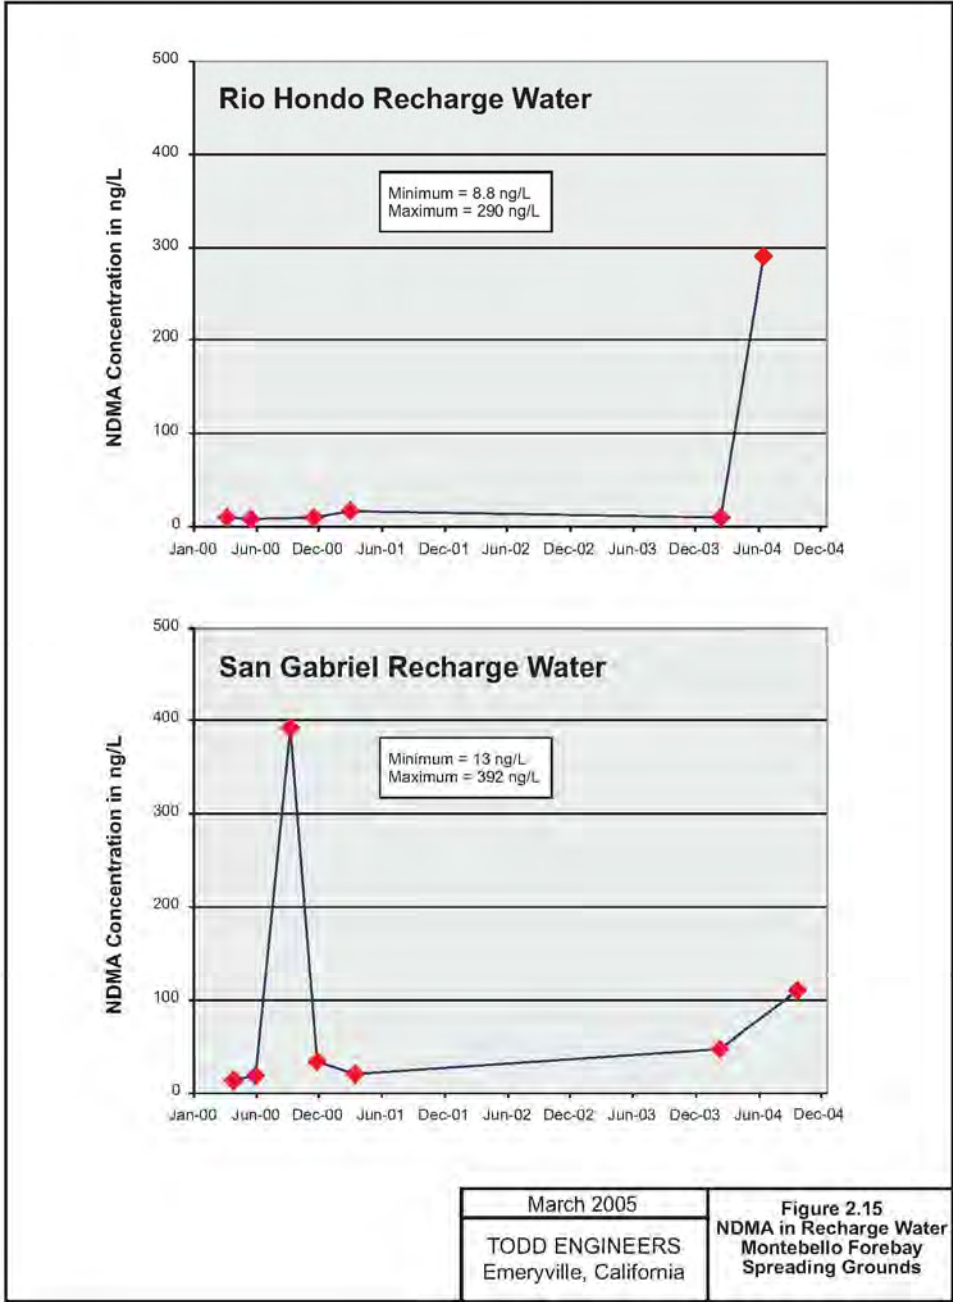 500
Rio Hondo Recharge Water
400
Minimum = 8.8 ng/L
Maximum = 290 ng/L
300
200
100
0
NDMA Concentration in ng/L
Jan-00 Jun-00 Dec-00 Jun-01 Dec-01 Jun-02 Dec-02 Jun-03 Dec-03 Jun-04 Dec-04
500
San Gabriel Recharge Water
400
Minimum = 13 ng/L
Maximum = 392 ng/L
300
200
100
0
NDMA Concentration in ng/L
Jan-00 Jun-00 Dec-00 Jun-01 Dec-01 Jun-02 Dec-02 Jun-03 Dec-03 Jun-04 Dec-04
March 2005
TODD ENGINEERS
Emeryville, California
Figure 2.15
NDMA in Recharge Water
Montebello Forebay
Spreading Grounds